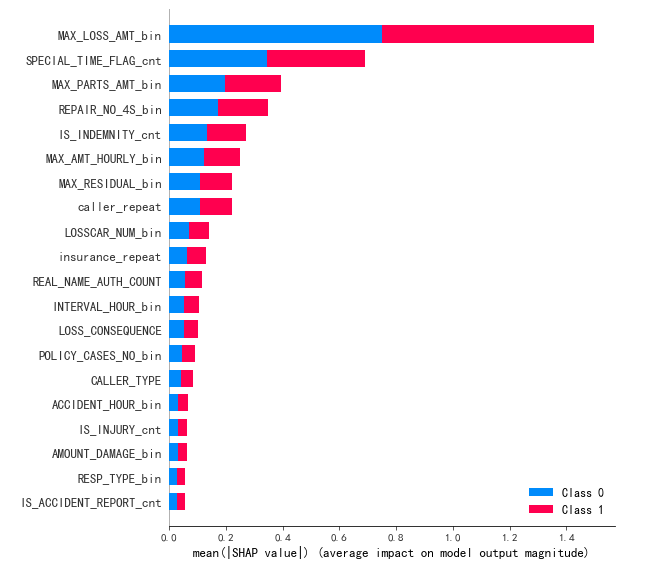 MAX_LOSS_AMT_bin
SPECIAL_TIME_FLAG_cnt
MAX_PARTS_AMT_bin
REPAIR_NO_4S_bin
IS_INDEMNITY_cnt
MAX_AMT_HOURLY_bin
MAX_RESIDUAL_bin
caller_repeat
LOSSCAR_NUM_bin
insurance_repeat
REAL_NAME_AUTH_COUNT
INTERVAL_HOUR_bin
LOSS_CONSEQUENCE
POLICY_CASES_NO_bin
CALLER_TYPE
ACCIDENT_HOUR_bin
IS_INJURY_cnt
AMOUNT_DAMAGE_bin
RESP_TYPE_bin
IS_ACCIDENT_REPORT_cnt
Class 0
Class 1
0.0 0.2 0.4 0.6 0.8 1.0 1.2 1.4
mean(|SHAP value|) (average impact on model output magnitude)